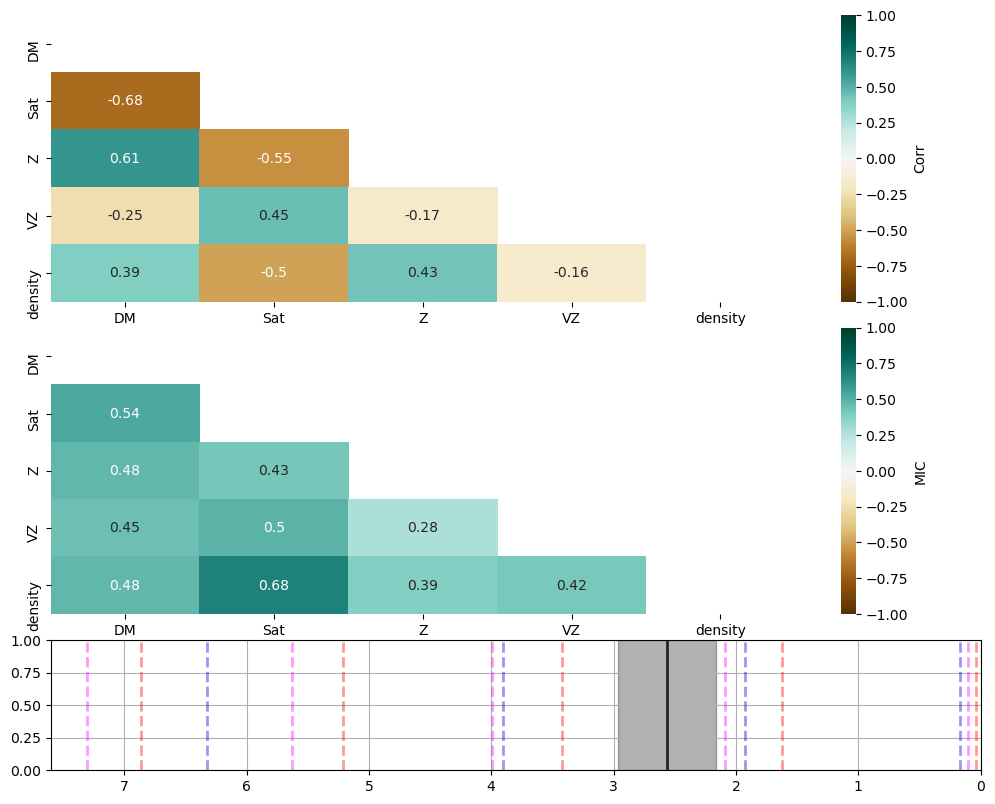 DM
Sat
Z
VZ
density
-0.68
0.61 -0.55
-0.25 0.45 -0.17
0.39 -0.5 0.43 -0.16
DM Sat Z VZ density
1.00
0.75
0.50
0.25
0.00
−0.25
−0.50
−0.75
−1.00
Corr
DM
Sat
Z
VZ
density
0.54
0.48 0.43
0.45 0.5 0.28
0.48 0.68 0.39 0.42
DM Sat Z VZ density
1.00
0.75
0.50
0.25
0.00
−0.25
−0.50
−0.75
−1.00
MIC
1.00
0.75
0.50
0.25
0.00
7 6 5 4 3 2 1 0